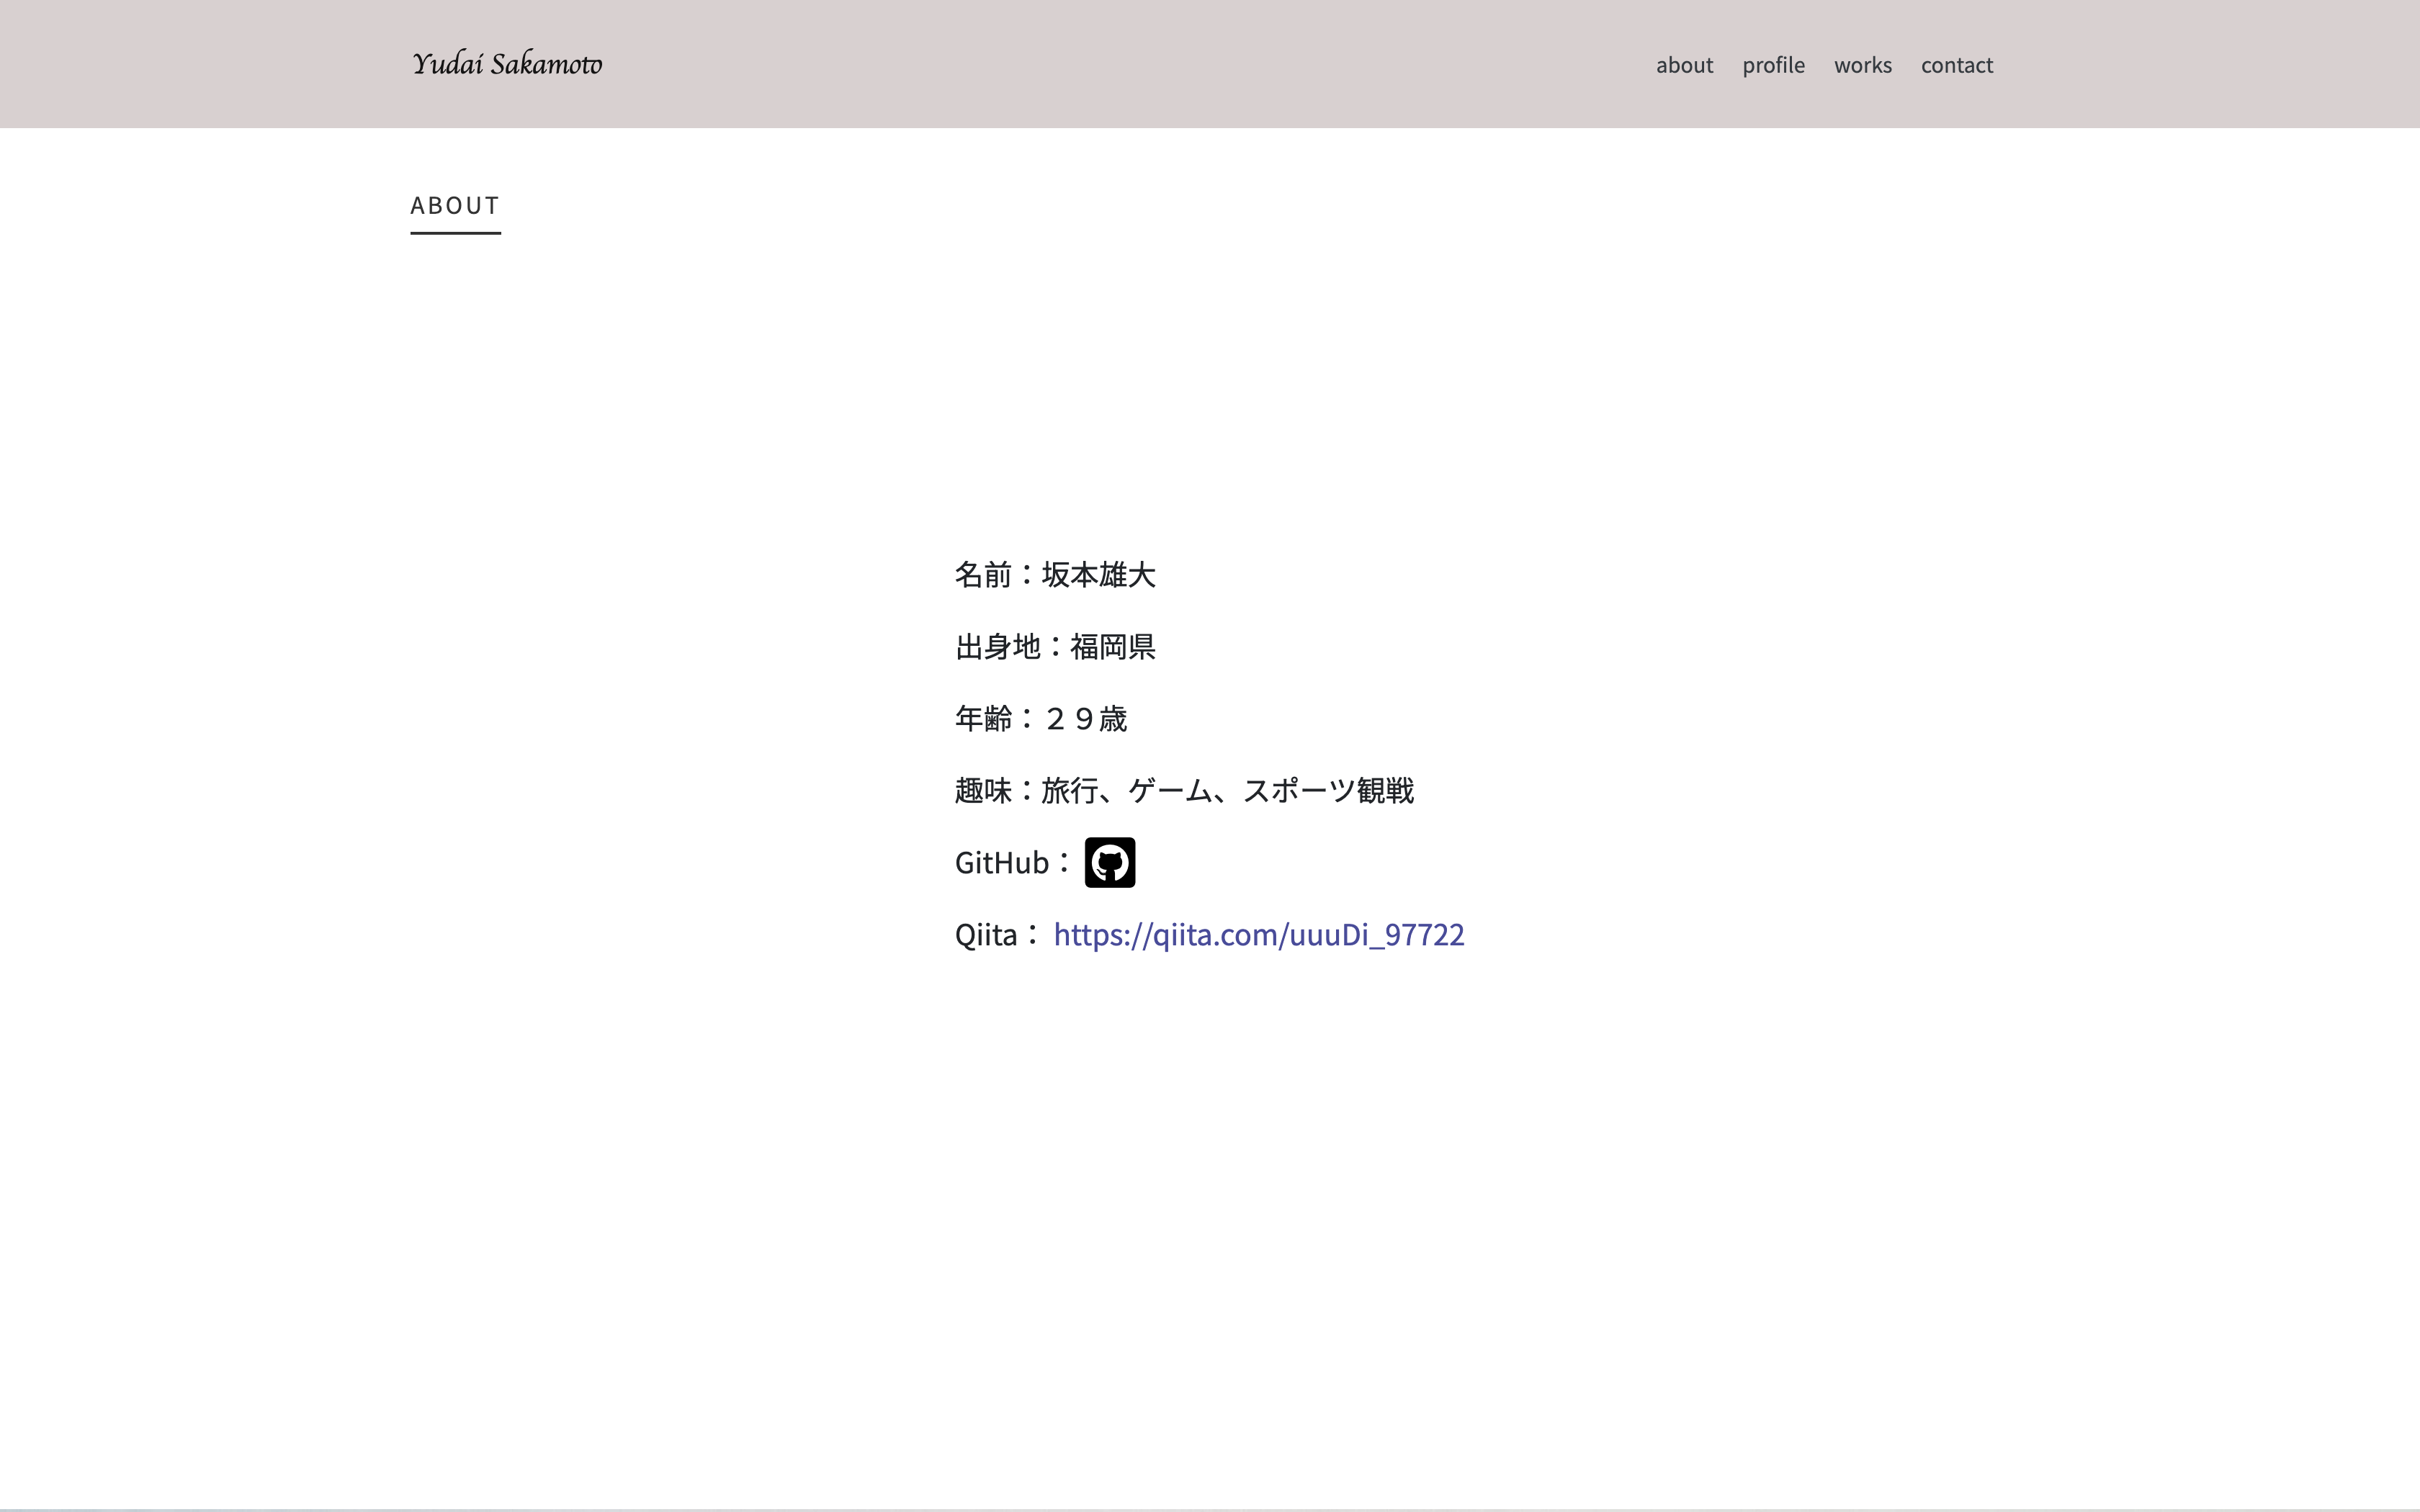 Yudai Sakamoto
about profile works contact
ABOUT
名前：坂本雄大
出身地：福岡県
年齢：２９歳
趣味：旅行、ゲーム、スポーツ観戦
GitHub：
Qiita： https://qiita.com/uuuDi_97722